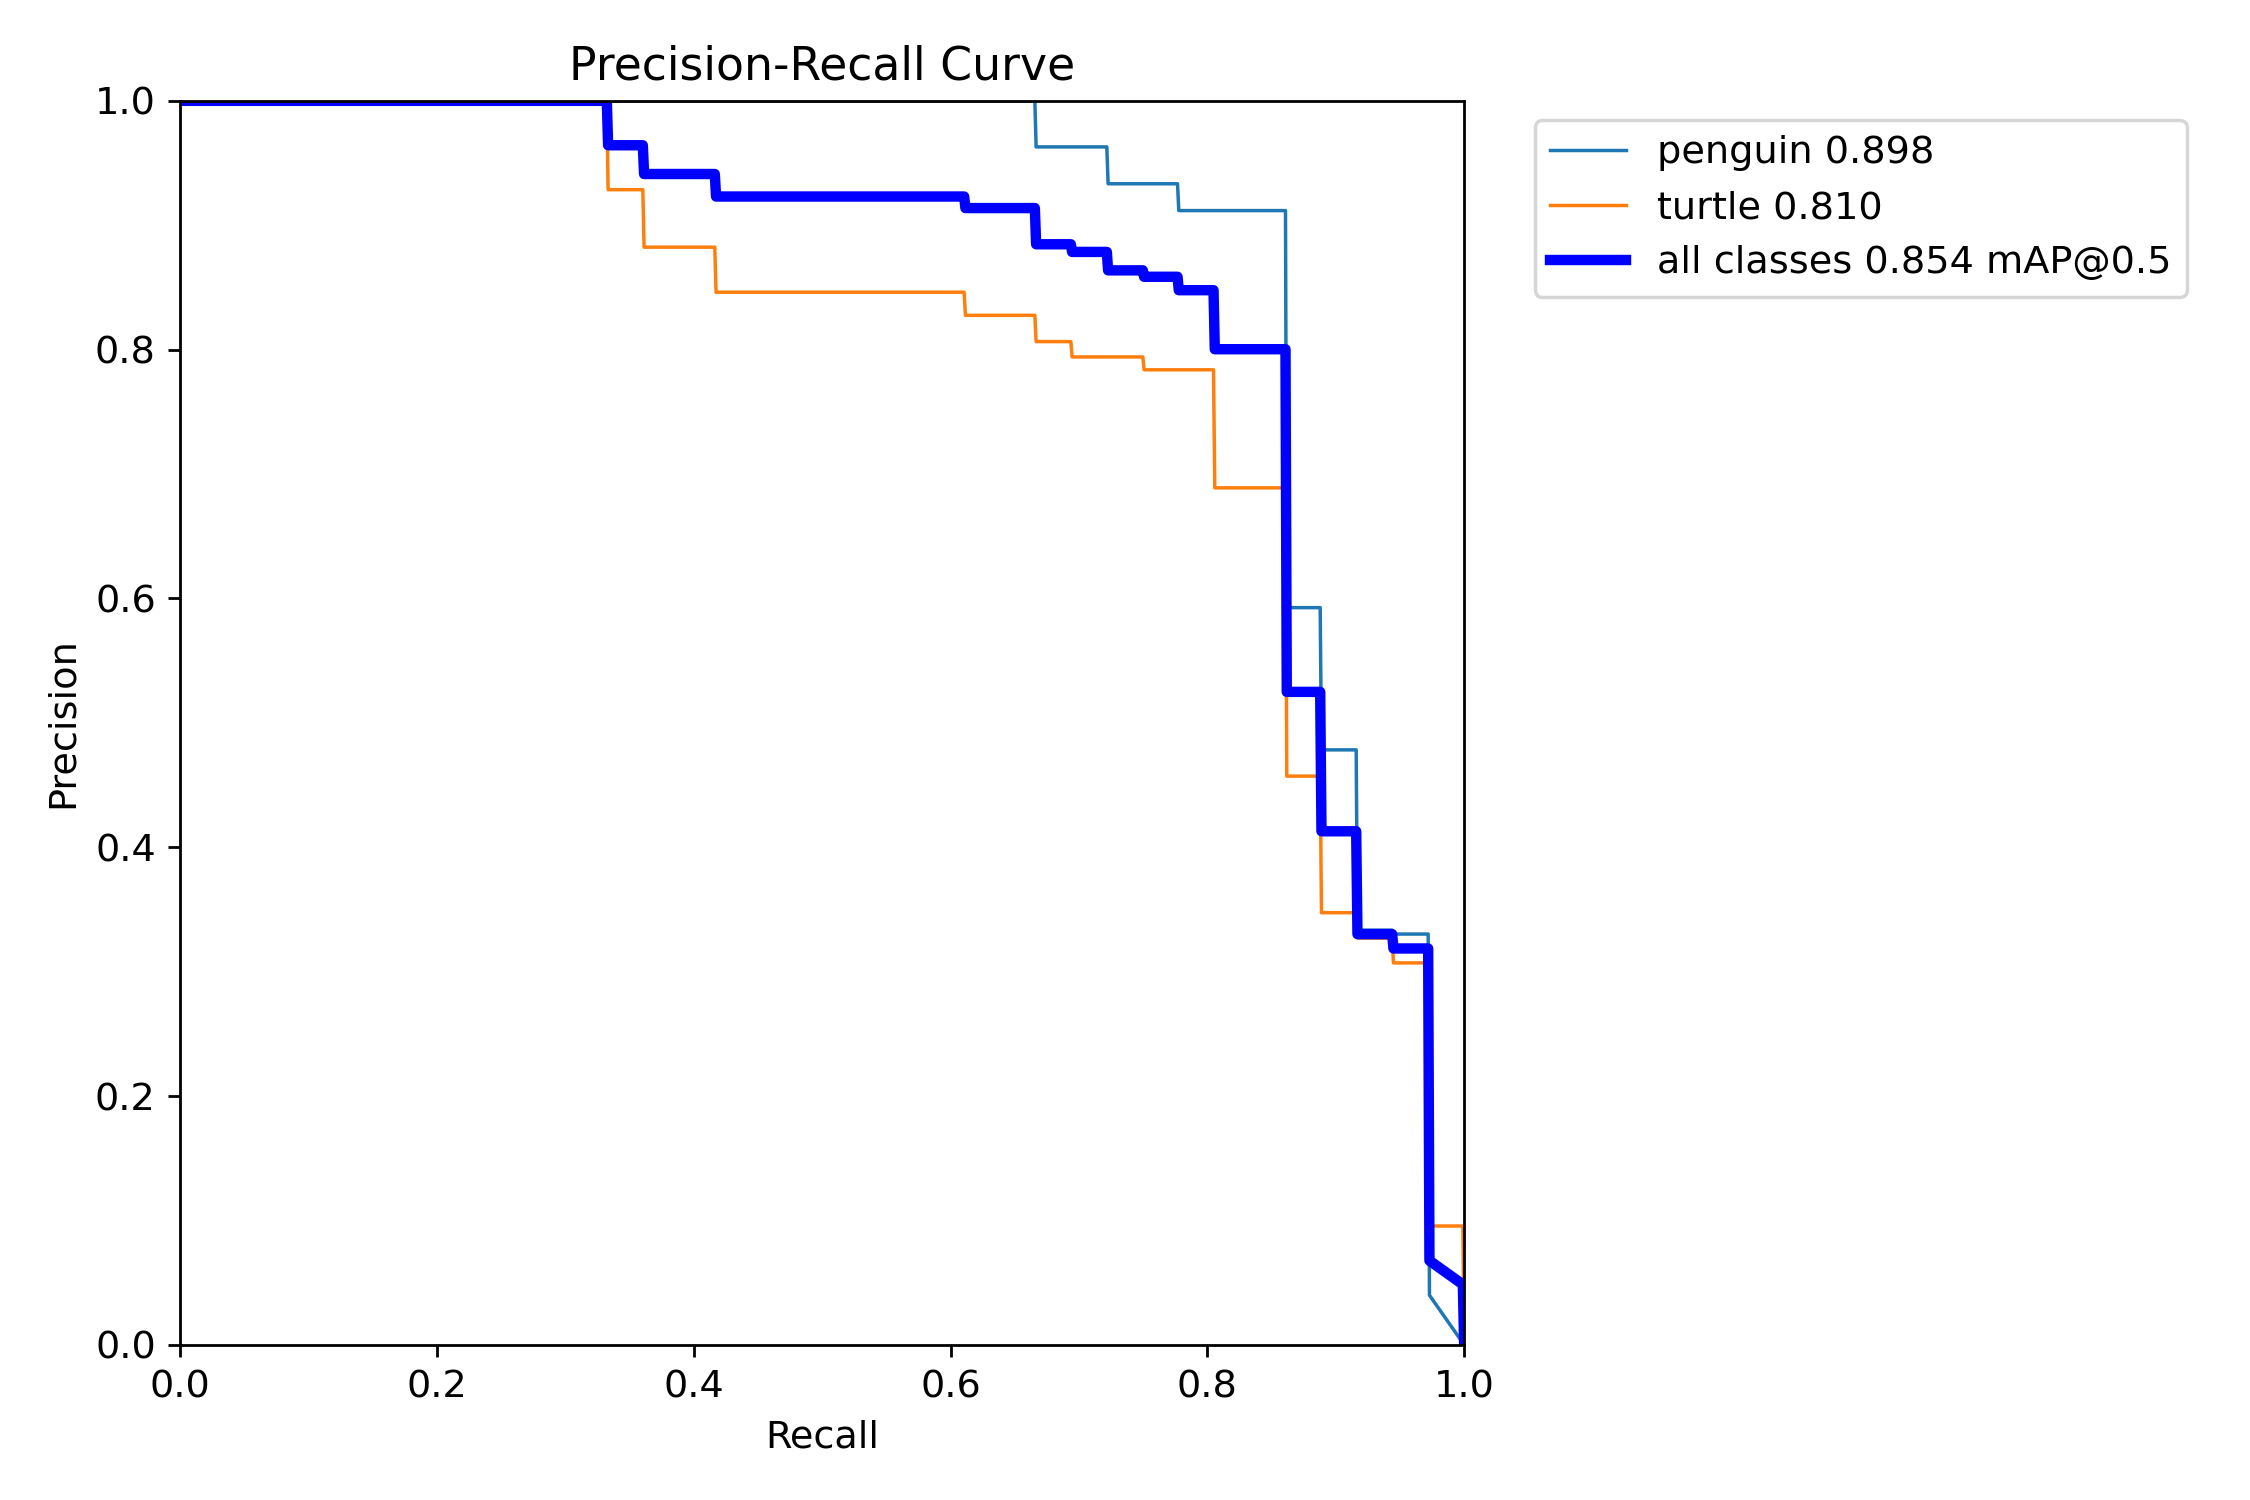 Precision-Recall Curve
1.0
0.8
0.6
0.4
0.2
0.0
Precision
0.0 0.2 0.4 0.6 0.8 1.0
Recall
penguin 0.898
turtle 0.810
all classes 0.854 mAP@0.5